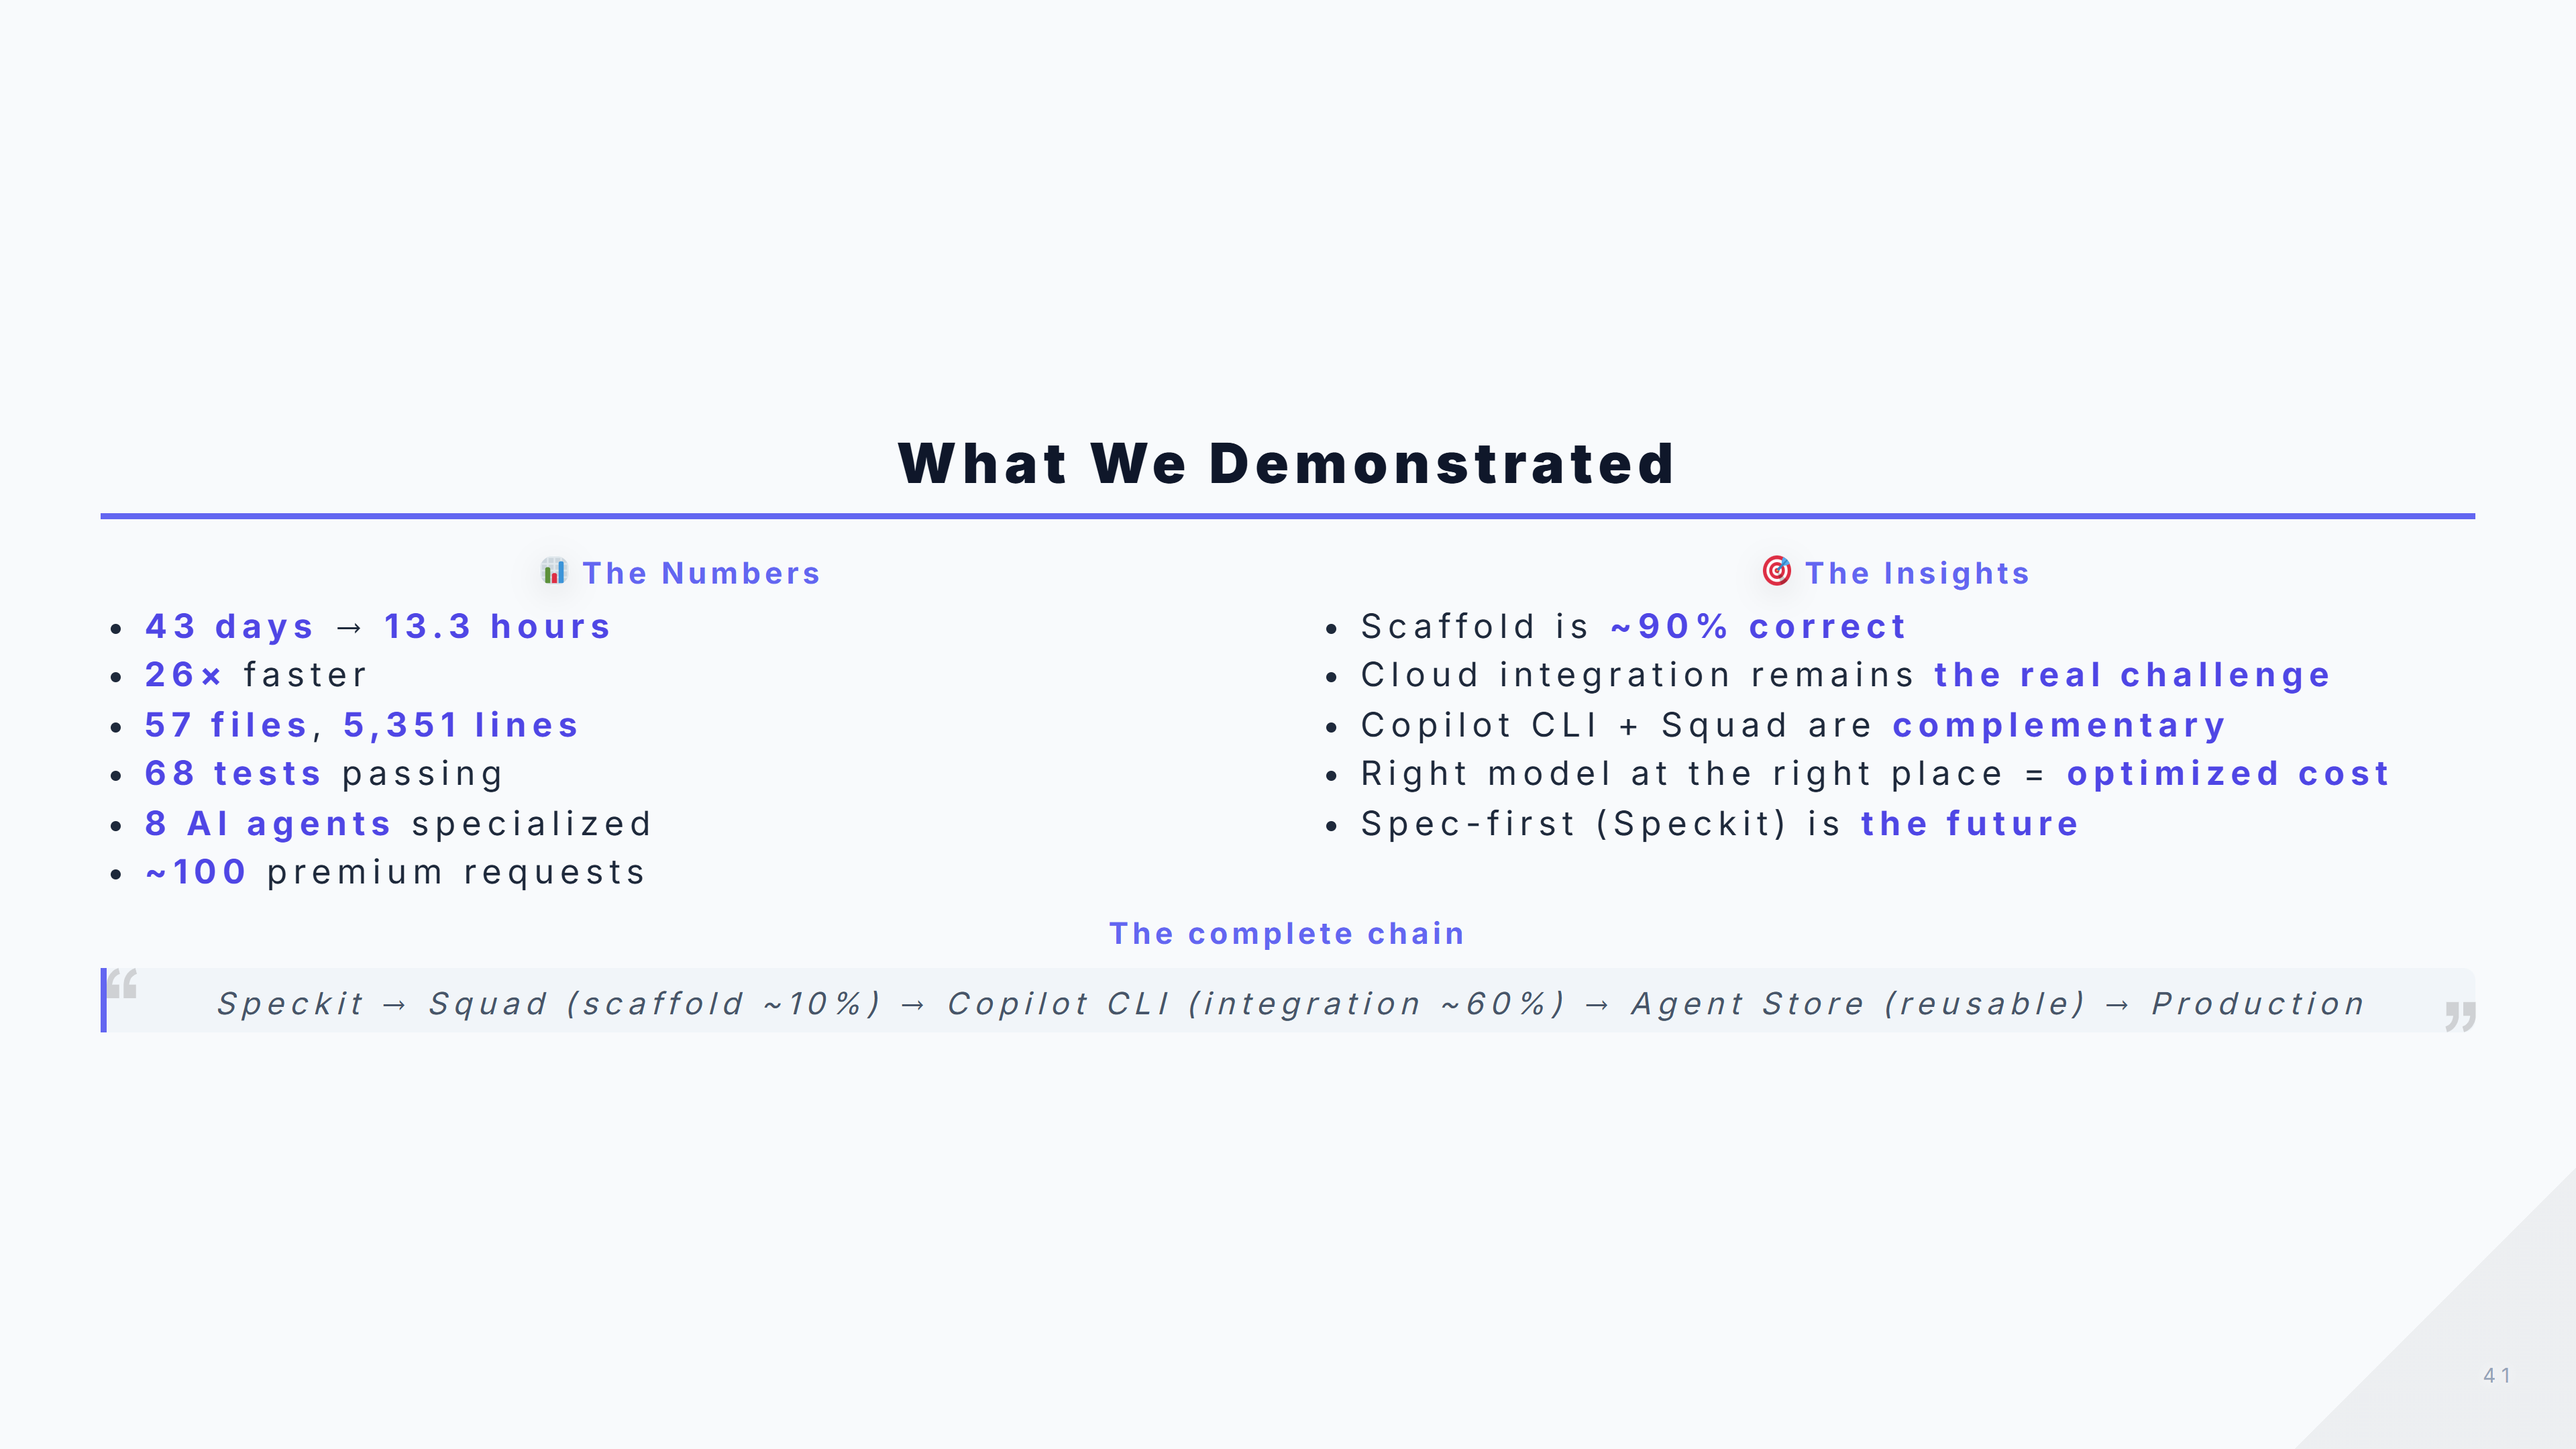 What We Demonstrated
📊 The Numbers
• 43 days → 13.3 hours
• 26× faster
• 57 files, 5,351 lines
• 68 tests passing
• 8 AI agents specialized
• ~100 premium requests
🎯 The Insights
• Scaffold is ~90% correct
• Cloud integration remains the real challenge
• Copilot CLI + Squad are complementary
• Right model at the right place = optimized cost
• Spec-first (Speckit) is the future
The complete chain
“ Speckit → Squad (scaffold ~10%) → Copilot CLI (integration ~60%) → Agent Store (reusable) → Production ”
41